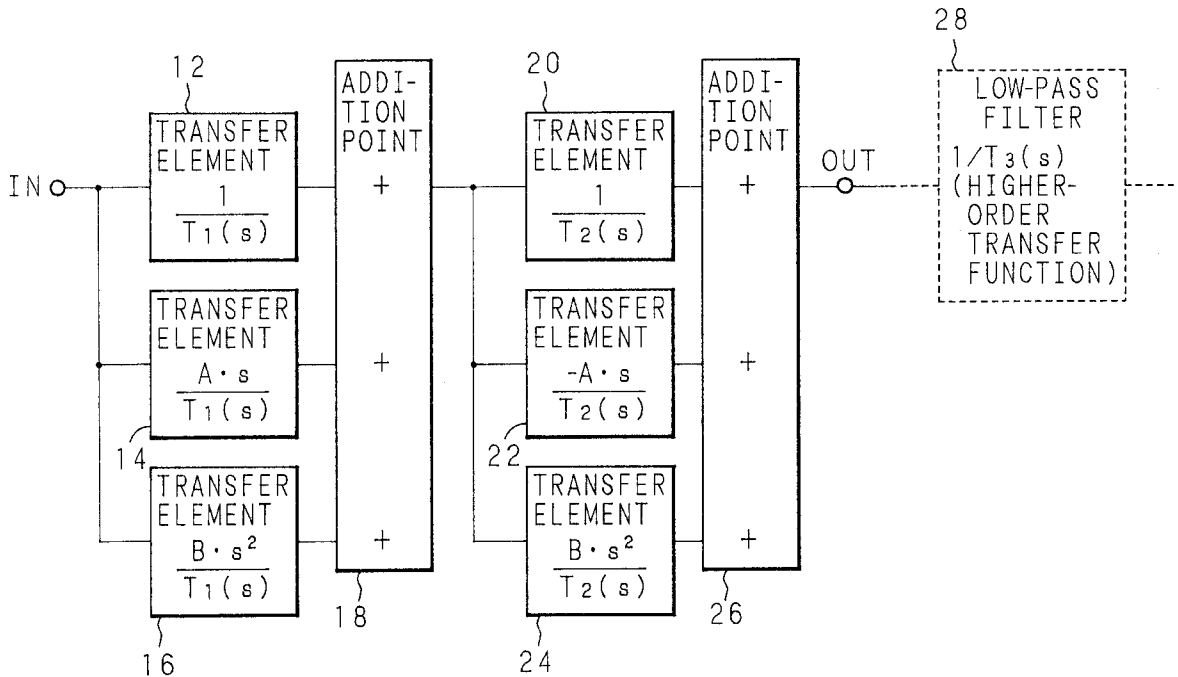 12
TRANSFER
ELEMENT
1
T1(s)
IN
14
TRANSFER
ELEMENT
A·s
T1(s)
16
TRANSFER
ELEMENT
B·s²
T1(s)
18
ADDI-
TION
POINT
+
+
+
20
TRANSFER
ELEMENT
1
T2(s)
22
TRANSFER
ELEMENT
-A·s
T2(s)
24
TRANSFER
ELEMENT
B·s²
T2(s)
26
ADDI-
TION
POINT
+
+
+
OUT
28
LOW-PASS
FILTER
1/T3(s)
(HIGHER-
ORDER
TRANSFER
FUNCTION)